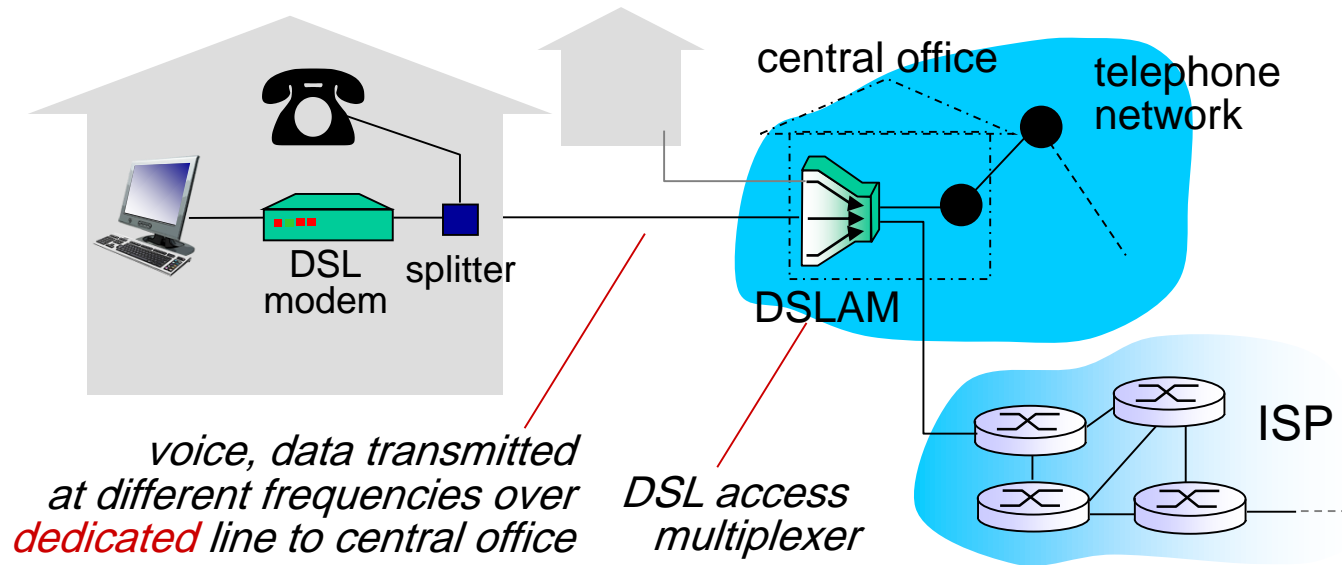 central office
telephone
network
DSL
modem
splitter
DSLAM
ISP
voice, data transmitted
at different frequencies over
dedicated line to central office
DSL access
multiplexer